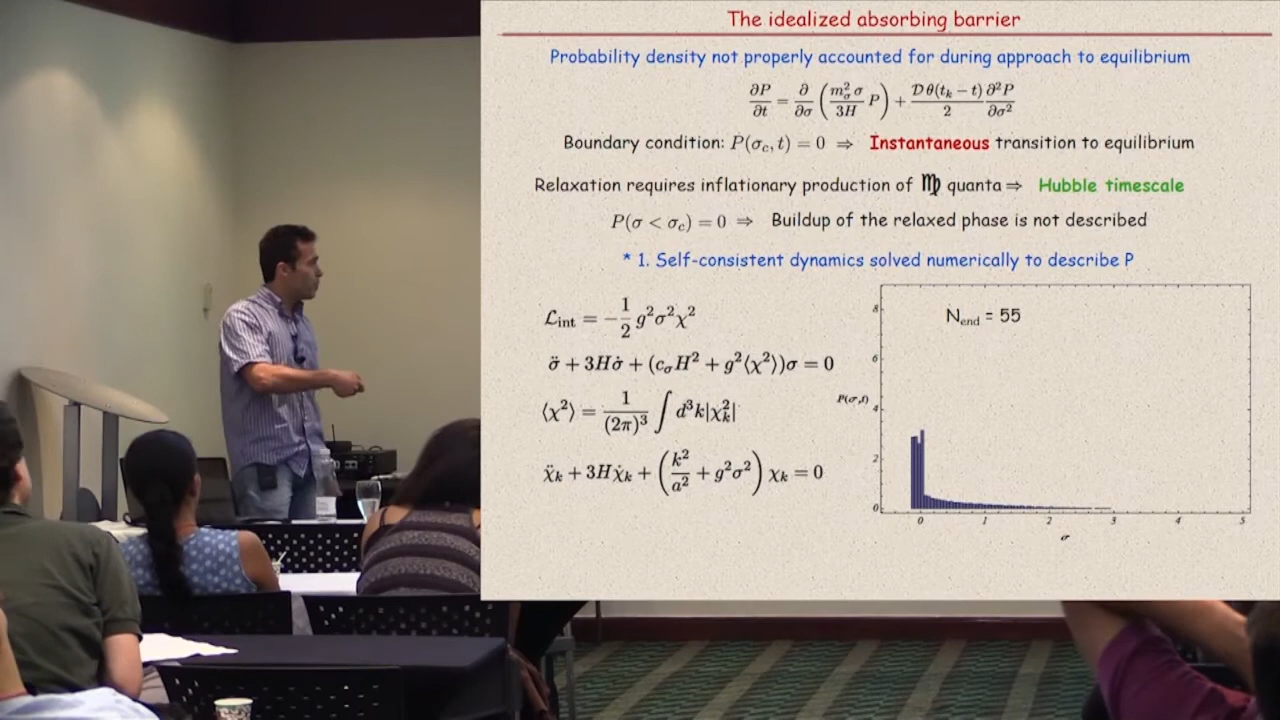 The idealized absorbing barrier
Probability density not properly accounted for during approach to equilibrium
∂P/∂t = ∂/∂σ (m²_σ σ/3H P) + 𝒟 θ(t_k − t)/2 ∂²P/∂σ²
Boundary condition: P(σ_c, t) = 0 ⇒ Instantaneous transition to equilibrium
Relaxation requires inflationary production of ♍ quanta ⇒ Hubble timescale
P(σ < σ_c) = 0 ⇒ Buildup of the relaxed phase is not described
* 1. Self-consistent dynamics solved numerically to describe P
ℒ_int = −1/2 g²σ²χ²
σ̈ + 3Hσ̇ + (c_σH² + g²⟨χ²⟩)σ = 0
⟨χ²⟩ = 1/(2π)³ ∫ d³k|χ_k²|
χ̈_k + 3Hχ̇_k + (k²/a² + g²σ²) χ_k = 0
N_end = 55
P(σ,t)
8
6
4
2
0
0 1 2 3 4 5
σ